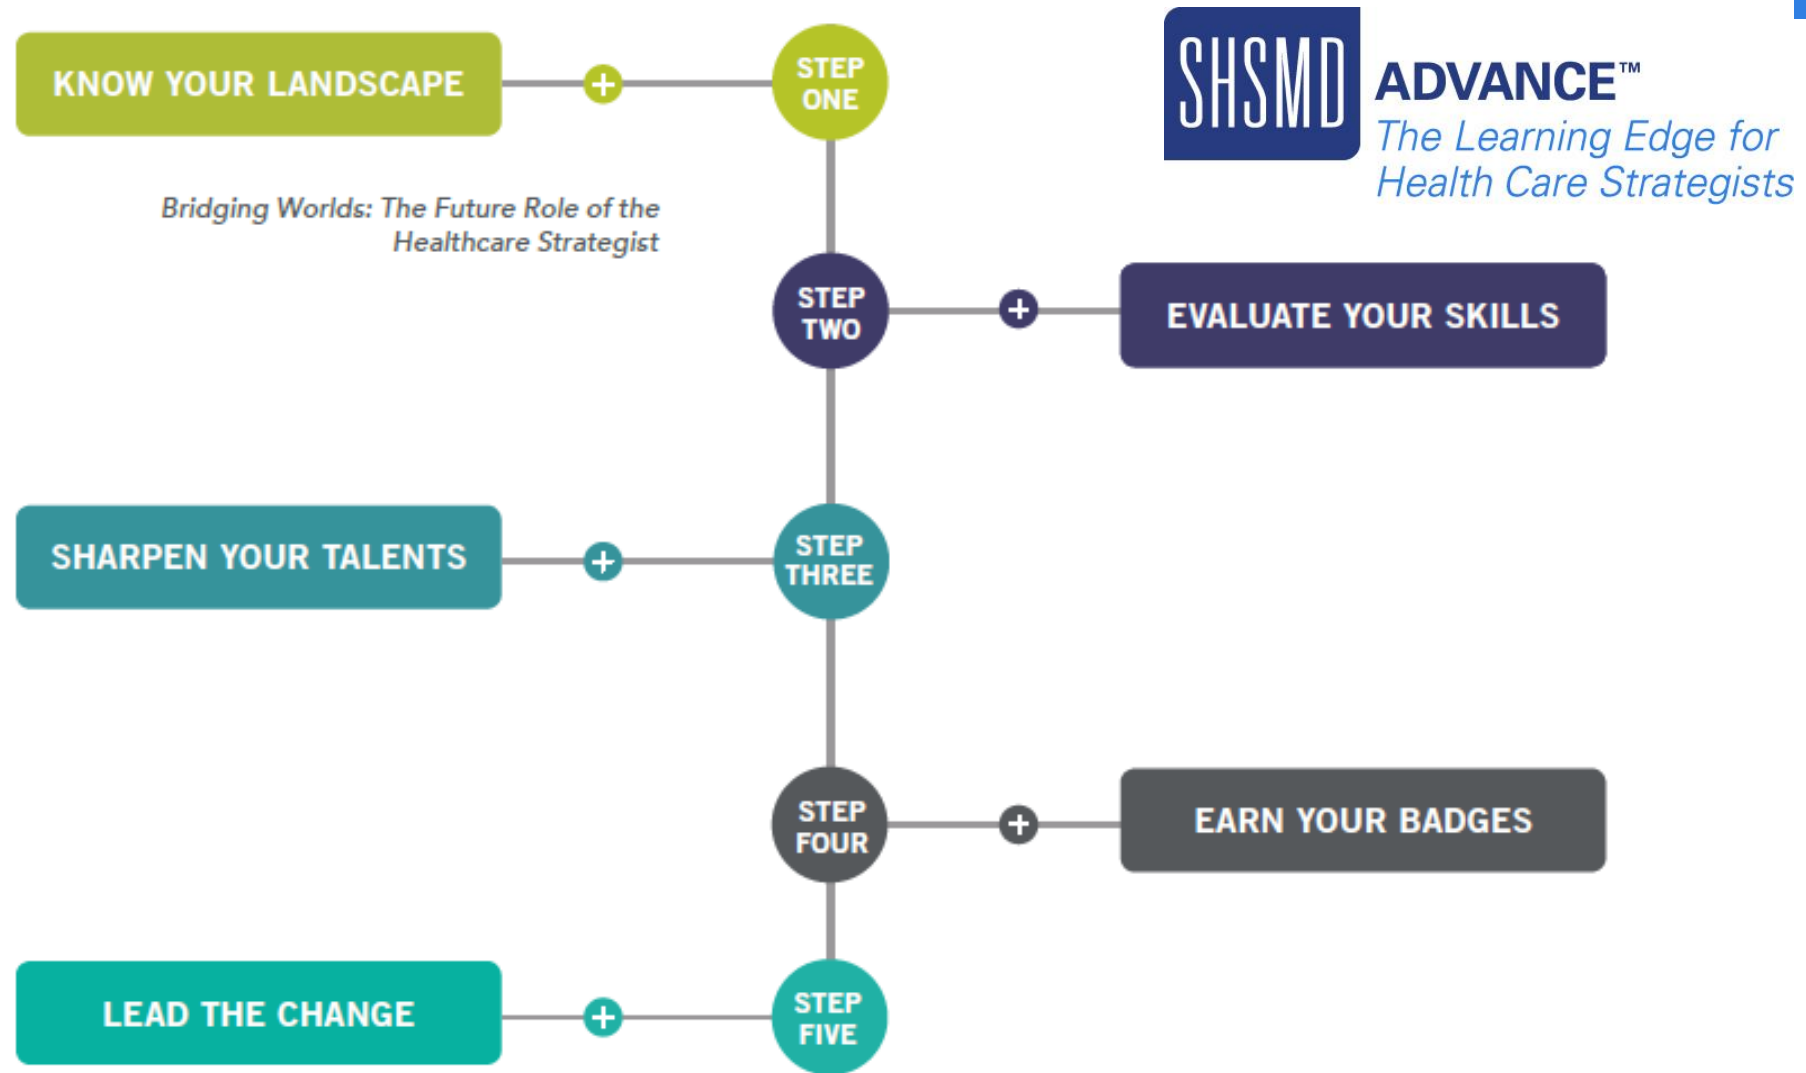 KNOW YOUR LANDSCAPE
STEP
ONE
SHSMD
ADVANCE™
The Learning Edge for
Health Care Strategists
Bridging Worlds: The Future Role of the
Healthcare Strategist
STEP
TWO
EVALUATE YOUR SKILLS
SHARPEN YOUR TALENTS
STEP
THREE
STEP
FOUR
EARN YOUR BADGES
LEAD THE CHANGE
STEP
FIVE